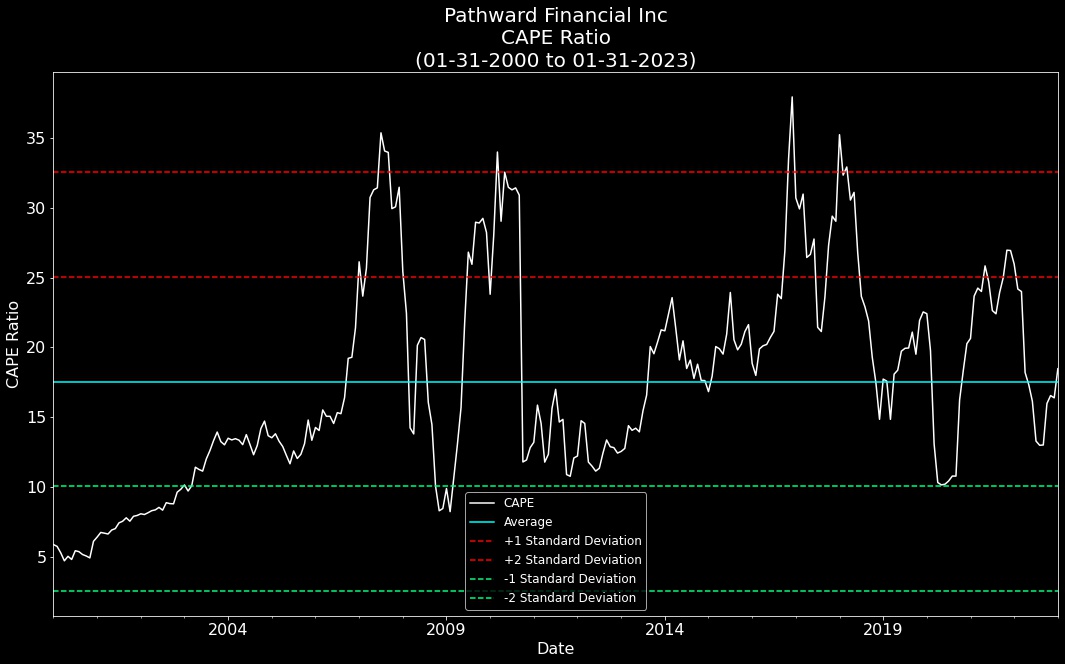 Pathward Financial Inc
CAPE Ratio
(01-31-2000 to 01-31-2023)
CAPE Ratio
35
30
25
20
15
10
5
CAPE
Average
+1 Standard Deviation
+2 Standard Deviation
-1 Standard Deviation
-2 Standard Deviation
2004 2009 2014 2019
Date